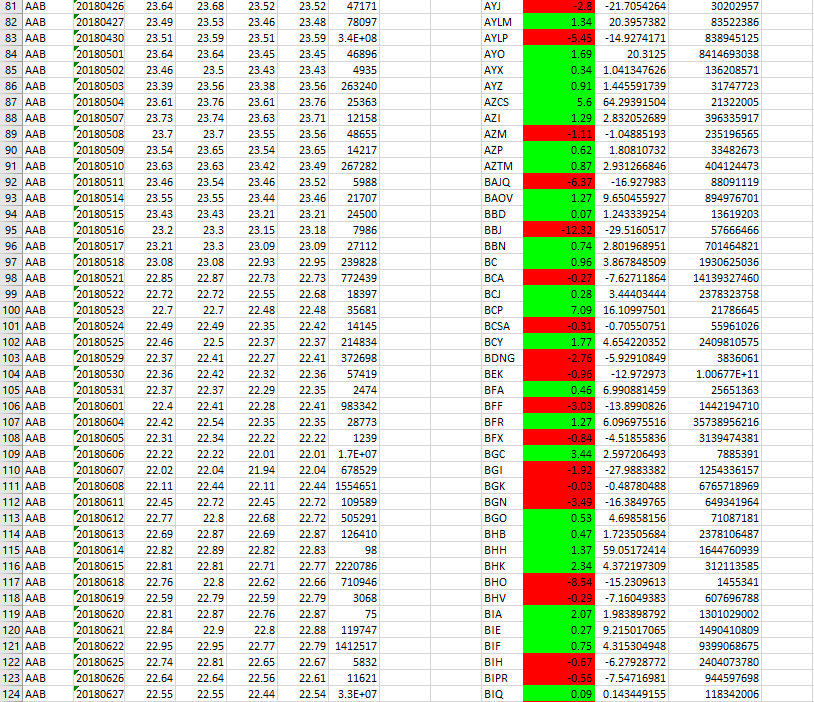 81 AAB 20180426 23.64 23.68 23.52 23.52 47171 AYJ -2.8 -21.7054264 30202957
82 AAB 20180427 23.49 23.53 23.46 23.48 78097 AYLM 1.34 20.3957382 83522386
83 AAB 20180430 23.51 23.59 23.51 23.59 3.4E+08 AYLP -5.45 -14.9274171 838945125
84 AAB 20180501 23.64 23.64 23.45 23.45 46896 AYO 1.69 20.3125 8414693038
85 AAB 20180502 23.46 23.5 23.43 23.43 4935 AYX 0.34 1.041347626 136208571
86 AAB 20180503 23.39 23.56 23.38 23.56 263240 AYZ 0.91 1.445591739 31747723
87 AAB 20180504 23.61 23.76 23.61 23.76 25363 AZCS 5.6 64.29391504 21322005
88 AAB 20180507 23.73 23.74 23.63 23.71 12158 AZI 1.29 2.832052689 396335917
89 AAB 20180508 23.7 23.7 23.55 23.56 48655 AZM -1.11 -1.04885193 235196565
90 AAB 20180509 23.54 23.65 23.54 23.65 14217 AZP 0.62 1.80810732 33482673
91 AAB 20180510 23.63 23.63 23.42 23.49 267282 AZTM 0.87 2.931266846 404124473
92 AAB 20180511 23.46 23.54 23.46 23.52 5988 BAJQ -6.37 -16.927983 88091119
93 AAB 20180514 23.55 23.55 23.44 23.46 21707 BAOV 1.27 9.650455927 894976701
94 AAB 20180515 23.43 23.43 23.21 23.21 24500 BBD 0.07 1.243339254 13619203
95 AAB 20180516 23.2 23.3 23.15 23.18 7986 BBJ -12.32 -29.5160517 57666466
96 AAB 20180517 23.21 23.3 23.09 23.09 27112 BBN 0.74 2.801968951 701464821
97 AAB 20180518 23.08 23.08 22.93 22.95 239828 BC 0.96 3.867848509 1930625036
98 AAB 20180521 22.85 22.87 22.73 22.73 772439 BCA -0.27 -7.62711864 14139327460
99 AAB 20180522 22.72 22.72 22.55 22.68 18397 BCJ 0.28 3.44403444 2378323758
100 AAB 20180523 22.7 22.7 22.48 22.48 35681 BCP 7.09 16.10997501 21786645
101 AAB 20180524 22.49 22.49 22.35 22.42 14145 BCSA -0.31 -0.70550751 55961026
102 AAB 20180525 22.46 22.5 22.37 22.37 214834 BCY 1.77 4.654220352 2409810575
103 AAB 20180529 22.37 22.41 22.27 22.41 372698 BDNG -2.76 -5.92910849 3836061
104 AAB 20180530 22.36 22.42 22.32 22.36 57419 BEK -0.96 -12.972973 1.00677E+11
105 AAB 20180531 22.37 22.37 22.29 22.35 2474 BFA 0.46 6.990881459 25651363
106 AAB 20180601 22.4 22.41 22.28 22.41 983342 BFF -3.03 -13.8990826 1442194710
107 AAB 20180604 22.42 22.54 22.35 22.35 28773 BFR 1.27 6.096975516 35738956216
108 AAB 20180605 22.31 22.34 22.22 22.22 1239 BFX -0.84 -4.51855836 3139474381
109 AAB 20180606 22.22 22.22 22.01 22.01 1.7E+07 BGC 3.44 2.597206493 7885391
110 AAB 20180607 22.02 22.04 21.94 22.04 678529 BGI -1.92 -27.9883382 1254336157
111 AAB 20180608 22.11 22.44 22.11 22.44 1554651 BGK -0.03 -0.48780488 6765718969
112 AAB 20180611 22.45 22.72 22.45 22.72 109589 BGN -3.49 -16.3849765 649341964
113 AAB 20180612 22.77 22.8 22.68 22.72 505291 BGO 0.53 4.69858156 71087181
114 AAB 20180613 22.69 22.87 22.69 22.87 126410 BHB 0.47 1.723505684 2378106487
115 AAB 20180614 22.82 22.89 22.82 22.83 98 BHH 1.37 59.05172414 1644760939
116 AAB 20180615 22.81 22.81 22.71 22.77 2220786 BHK 2.34 4.372197309 312113585
117 AAB 20180618 22.76 22.8 22.62 22.66 710946 BHO -8.54 -15.2309613 1455341
118 AAB 20180619 22.59 22.79 22.59 22.79 3068 BHV -0.29 -7.16049383 607696788
119 AAB 20180620 22.81 22.87 22.76 22.87 75 BIA 2.07 1.983898792 1301029002
120 AAB 20180621 22.84 22.9 22.8 22.88 119747 BIE 0.27 9.215017065 1490410809
121 AAB 20180622 22.95 22.95 22.77 22.79 1412517 BIF 0.75 4.315304948 9399068675
122 AAB 20180625 22.74 22.81 22.65 22.67 5832 BIH -0.67 -6.27928772 2404073780
123 AAB 20180626 22.64 22.64 22.56 22.61 11621 BIPR -0.56 -7.54716981 944597698
124 AAB 20180627 22.55 22.55 22.44 22.54 3.3E+07 BIQ 0.09 0.143449155 118342006